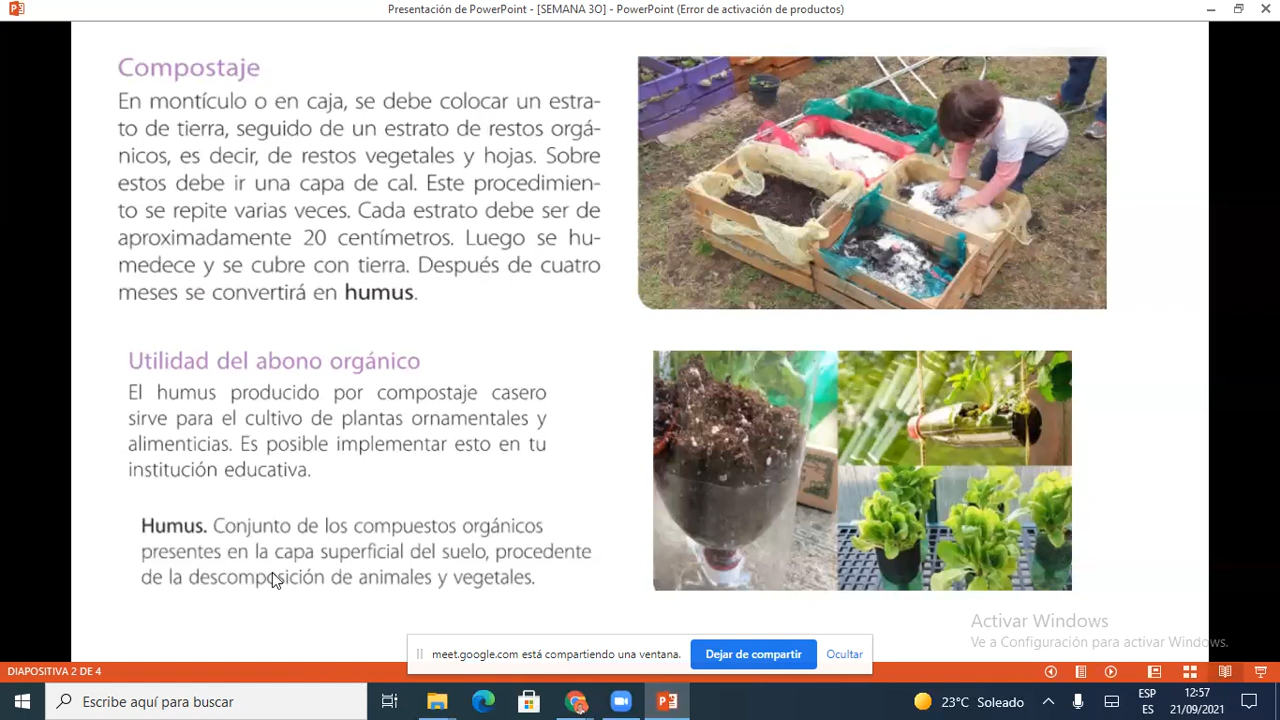 Presentación de PowerPoint - [SEMANA 3O] - PowerPoint (Error de activación de productos)
Compostaje
En montículo o en caja, se debe colocar un estra-
to de tierra, seguido de un estrato de restos orgá-
nicos, es decir, de restos vegetales y hojas. Sobre
estos debe ir una capa de cal. Este procedimien-
to se repite varias veces. Cada estrato debe ser de
aproximadamente 20 centímetros. Luego se hu-
medece y se cubre con tierra. Después de cuatro
meses se convertirá en humus.
Utilidad del abono orgánico
El humus producido por compostaje casero
sirve para el cultivo de plantas ornamentales y
alimenticias. Es posible implementar esto en tu
institución educativa.
Humus. Conjunto de los compuestos orgánicos
presentes en la capa superficial del suelo, procedente
de la descomposición de animales y vegetales.
Activar Windows
Ve a Configuración para activar Windows.
meet.google.com está compartiendo una ventana.
Dejar de compartir
Ocultar
DIAPOSITIVA 2 DE 4
Escribe aquí para buscar
23°C Soleado
ESP
ES
12:57
21/09/2021